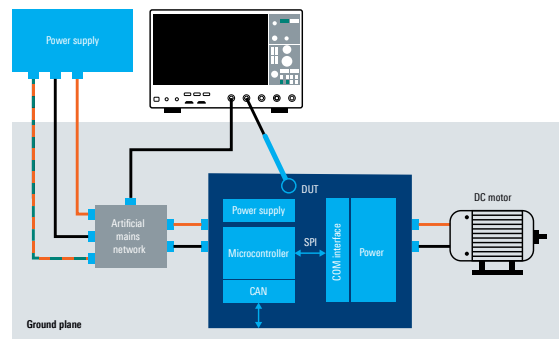 Power supply
DUT
DC motor
Power supply
Artificial
mains
network
Microcontroller
SPI
COM interface
Power
CAN
Ground plane